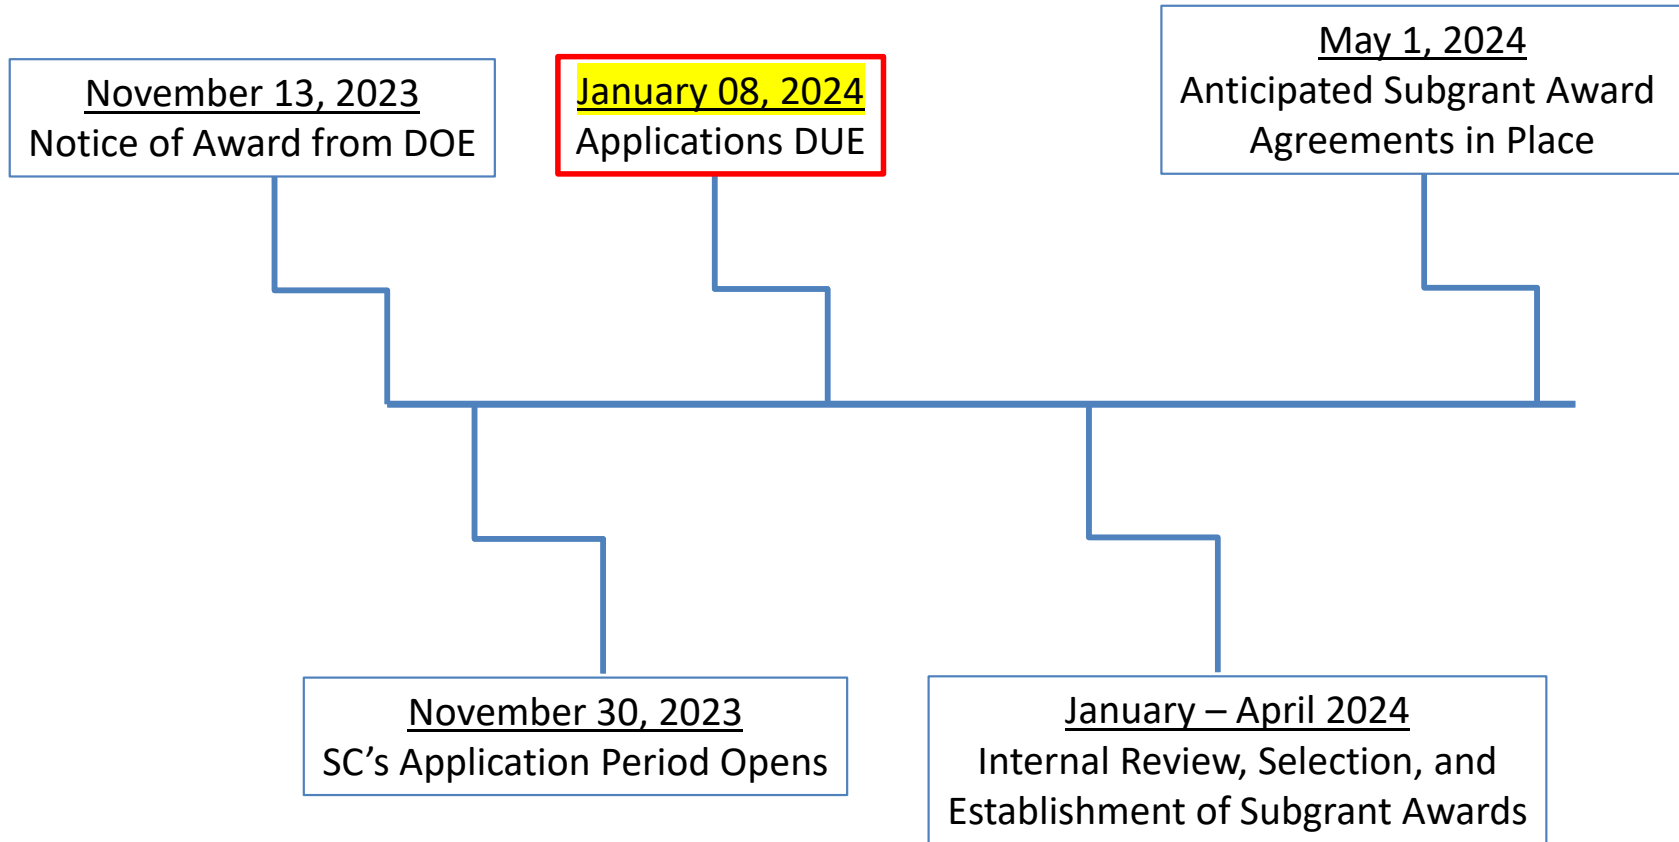 November 13, 2023
Notice of Award from DOE
January 08, 2024
Applications DUE
May 1, 2024
Anticipated Subgrant Award
Agreements in Place
November 30, 2023
SC’s Application Period Opens
January – April 2024
Internal Review, Selection, and
Establishment of Subgrant Awards